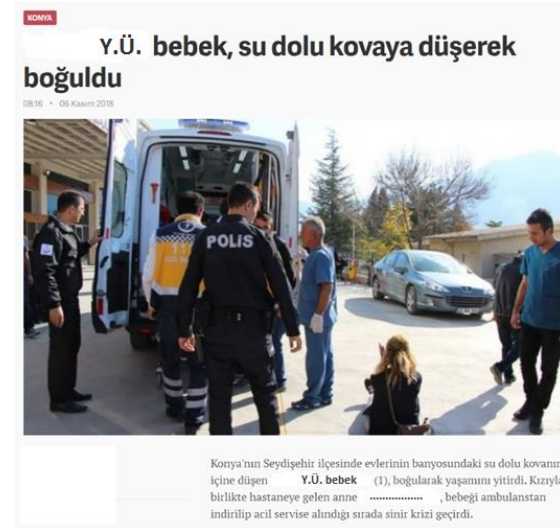 KONYA
Y.Ü. bebek, su dolu kovaya düşerek
boğuldu
08:16 • 06 Kasım 2018
POLİS
Konya'nın Seydişehir ilçesinde evlerinin banyosundaki su dolu kovanın
içine düşen Y.Ü. bebek (1), boğularak yaşamını yitirdi. Kızıyla
birlikte hastaneye gelen anne ................. , bebeği ambulanstan
indirilip acil servise alındığı sırada sinir krizi geçirdi.